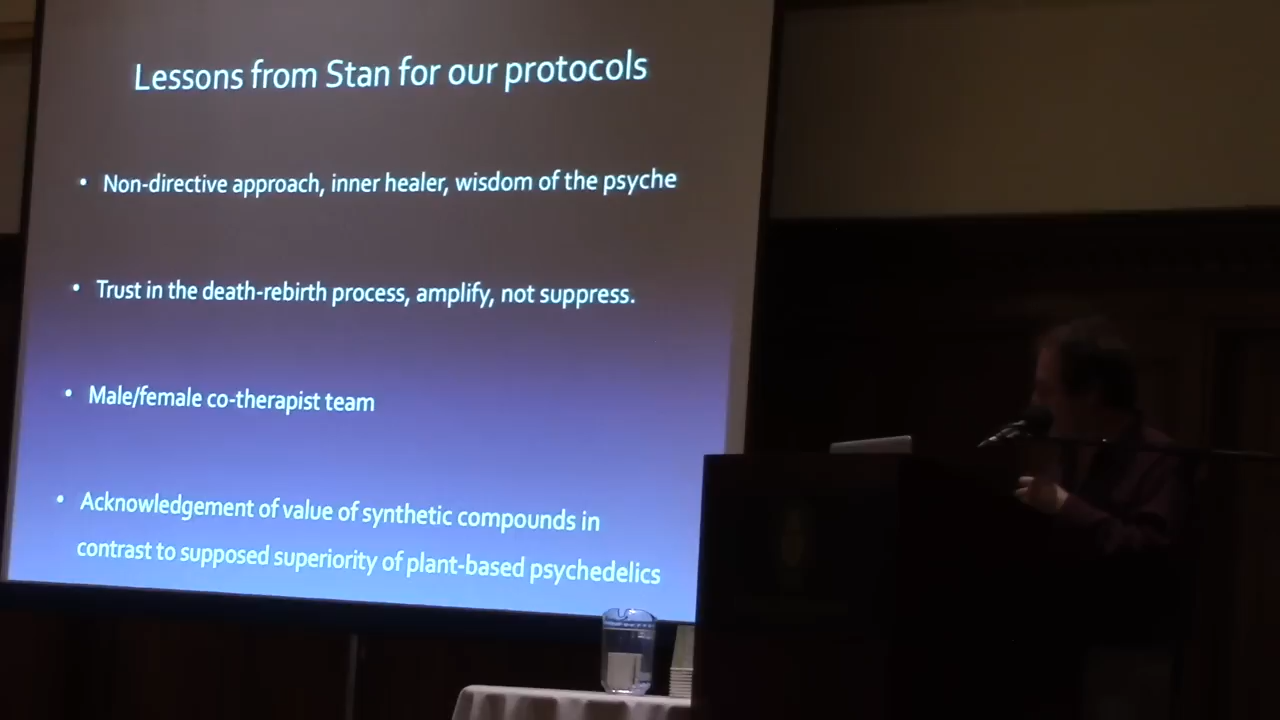 Lessons from Stan for our protocols
• Non-directive approach, inner healer, wisdom of the psyche
• Trust in the death-rebirth process, amplify, not suppress.
• Male/female co-therapist team
• Acknowledgement of value of synthetic compounds in
contrast to supposed superiority of plant-based psychedelics